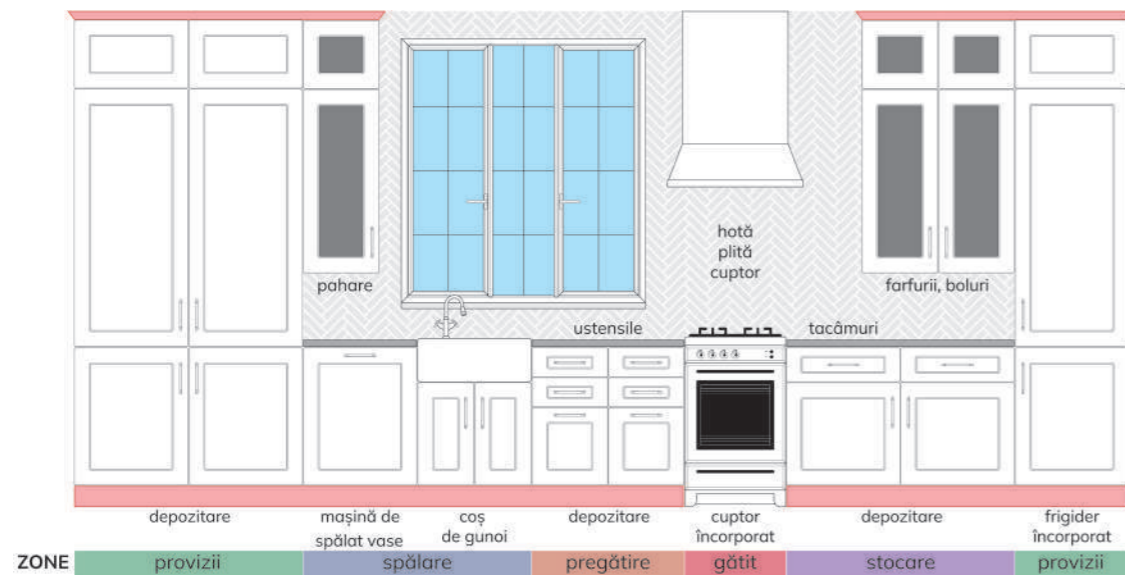 pahare
hotă
plită
cuptor
farfurii, boluri
ustensile
tacâmuri
depozitare
mașină de
spălat vase
coș
de gunoi
depozitare
cuptor
încorporat
depozitare
frigider
încorporat
ZONE
provizii
spălare
pregătire
gătit
stocare
provizii